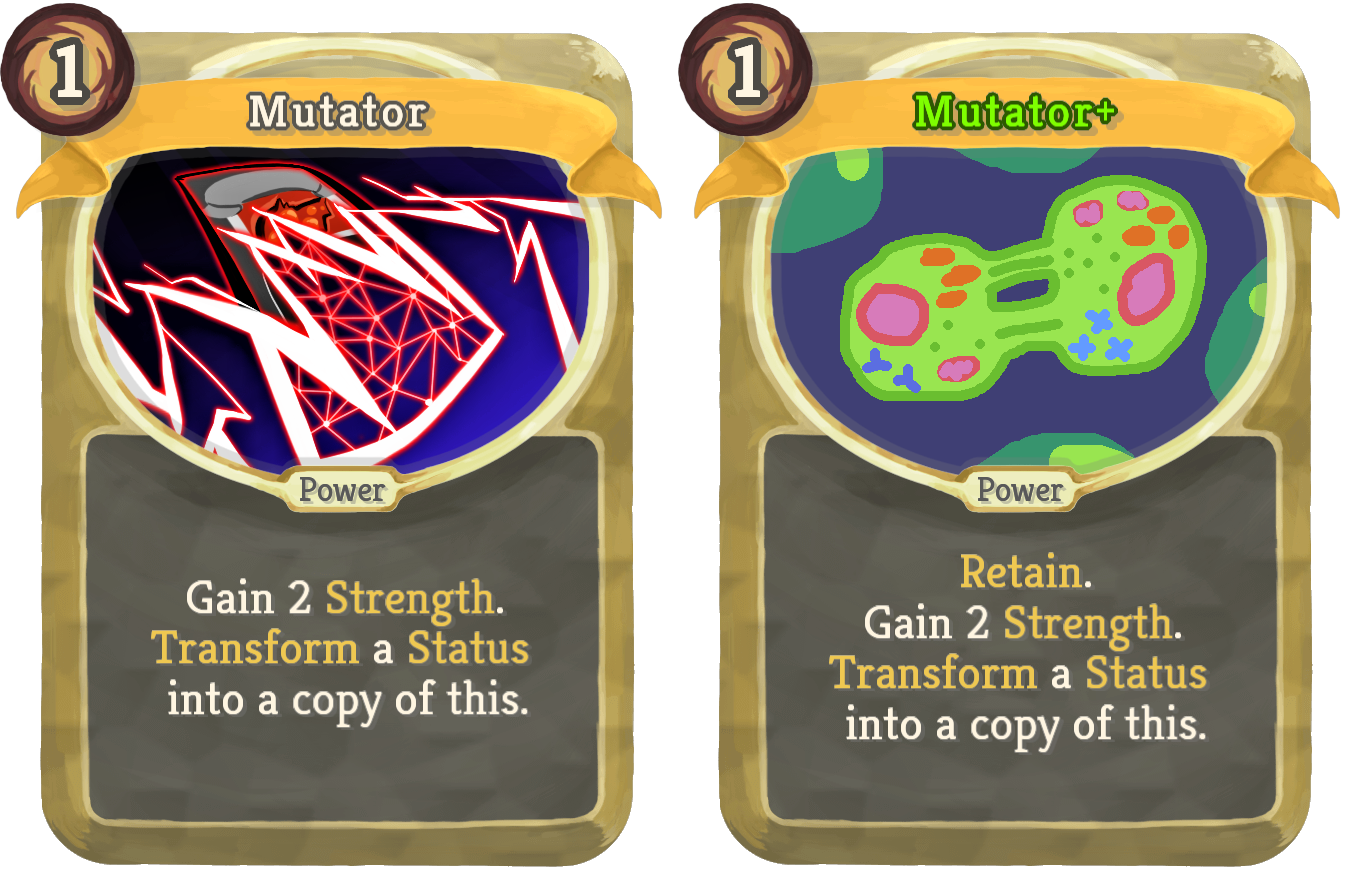 1
Mutator
Power
Gain 2 Strength.
Transform a Status
into a copy of this.
1
Mutator+
Power
Retain.
Gain 2 Strength.
Transform a Status
into a copy of this.